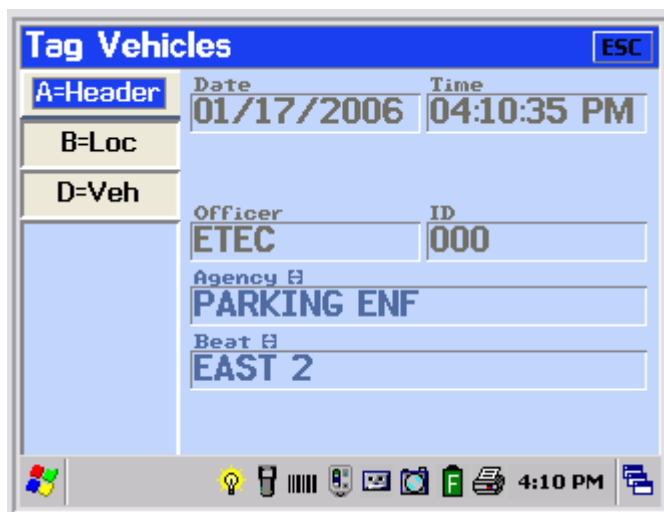 Tag Vehicles ESC
A=Header
B=Loc
D=Veh
Date Time
01/17/2006 04:10:35 PM
Officer ID
ETEC 000
Agency
PARKING ENF
Beat
EAST 2
F 4:10 PM